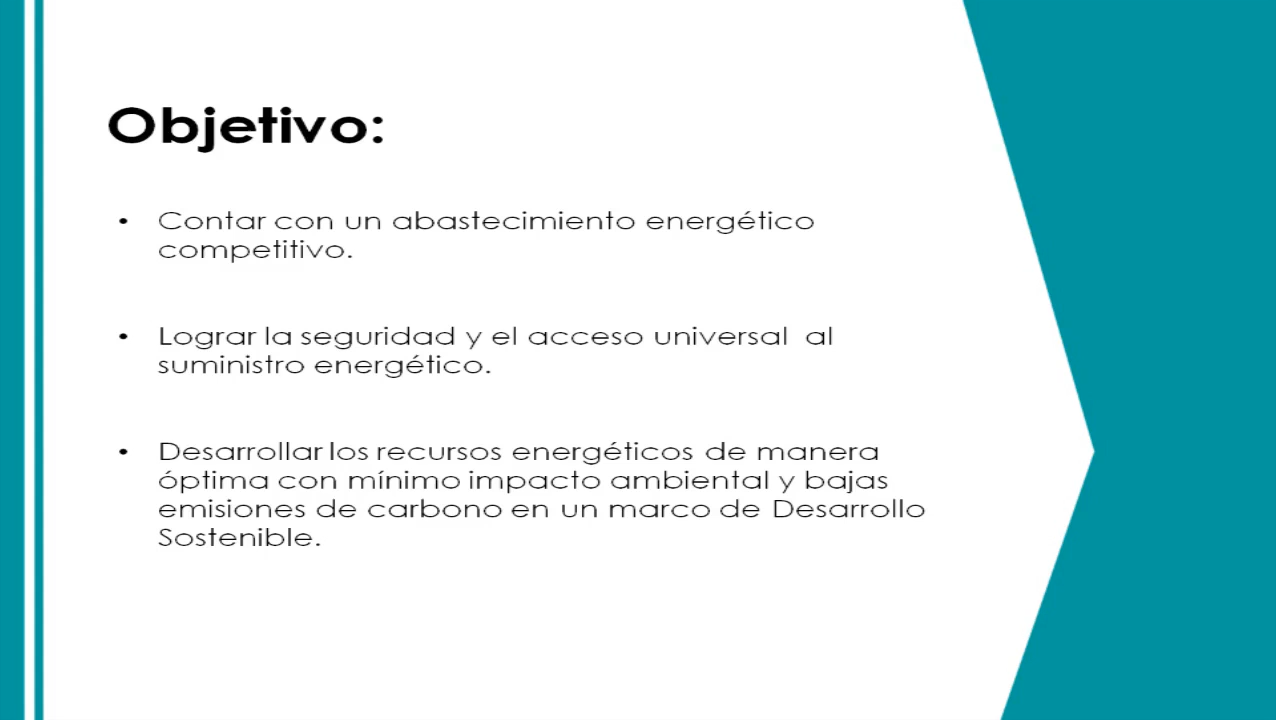 Objetivo:
• Contar con un abastecimiento energético
competitivo.
• Lograr la seguridad y el acceso universal al
suministro energético.
• Desarrollar los recursos energéticos de manera
óptima con mínimo impacto ambiental y bajas
emisiones de carbono en un marco de Desarrollo
Sostenible.